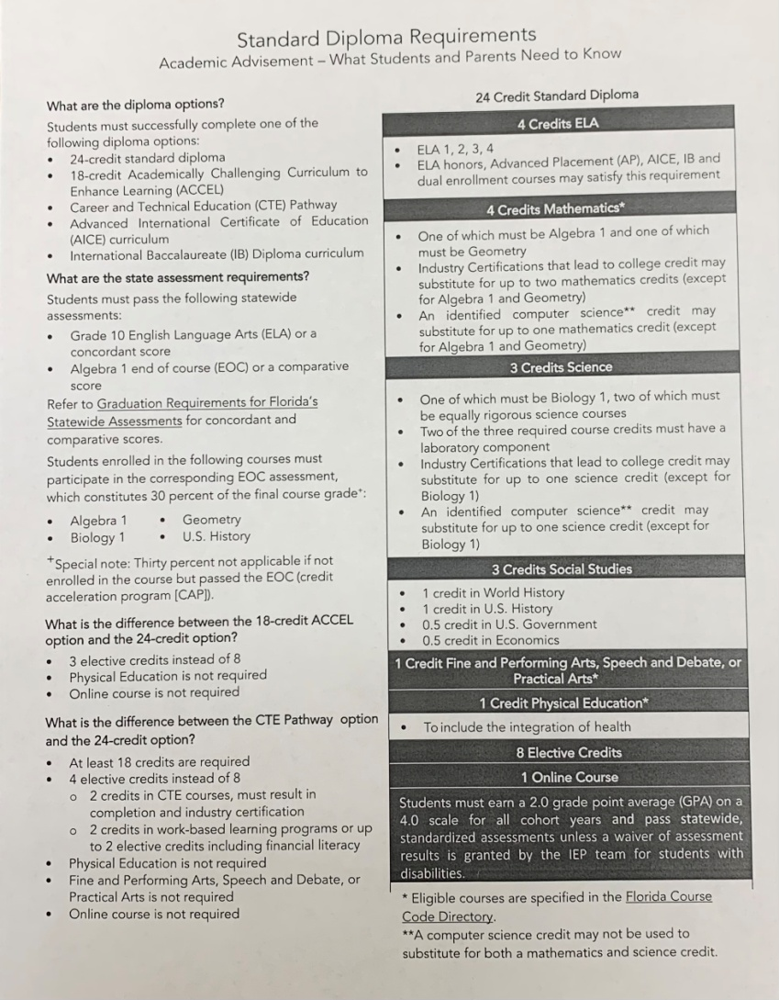 Standard Diploma Requirements
Academic Advisement – What Students and Parents Need to Know
What are the diploma options?
Students must successfully complete one of the
following diploma options:
• 24-credit standard diploma
• 18-credit Academically Challenging Curriculum to
Enhance Learning (ACCEL)
• Career and Technical Education (CTE) Pathway
• Advanced International Certificate of Education
(AICE) curriculum
• International Baccalaureate (IB) Diploma curriculum
What are the state assessment requirements?
Students must pass the following statewide
assessments:
• Grade 10 English Language Arts (ELA) or a
concordant score
• Algebra 1 end of course (EOC) or a comparative
score
Refer to Graduation Requirements for Florida's
Statewide Assessments for concordant and
comparative scores.
Students enrolled in the following courses must
participate in the corresponding EOC assessment,
which constitutes 30 percent of the final course grade⁺:
• Algebra 1 • Geometry
• Biology 1 • U.S. History
⁺Special note: Thirty percent not applicable if not
enrolled in the course but passed the EOC (credit
acceleration program [CAP]).
What is the difference between the 18-credit ACCEL
option and the 24-credit option?
• 3 elective credits instead of 8
• Physical Education is not required
• Online course is not required
What is the difference between the CTE Pathway option
and the 24-credit option?
• At least 18 credits are required
• 4 elective credits instead of 8
o 2 credits in CTE courses, must result in
completion and industry certification
o 2 credits in work-based learning programs or up
to 2 elective credits including financial literacy
• Physical Education is not required
• Fine and Performing Arts, Speech and Debate, or
Practical Arts is not required
• Online course is not required
24 Credit Standard Diploma
4 Credits ELA
• ELA 1, 2, 3, 4
• ELA honors, Advanced Placement (AP), AICE, IB and
dual enrollment courses may satisfy this requirement
4 Credits Mathematics*
• One of which must be Algebra 1 and one of which
must be Geometry
• Industry Certifications that lead to college credit may
substitute for up to two mathematics credits (except
for Algebra 1 and Geometry)
• An identified computer science** credit may
substitute for up to one mathematics credit (except
for Algebra 1 and Geometry)
3 Credits Science
• One of which must be Biology 1, two of which must
be equally rigorous science courses
• Two of the three required course credits must have a
laboratory component
• Industry Certifications that lead to college credit may
substitute for up to one science credit (except for
Biology 1)
• An identified computer science** credit may
substitute for up to one science credit (except for
Biology 1)
3 Credits Social Studies
• 1 credit in World History
• 1 credit in U.S. History
• 0.5 credit in U.S. Government
• 0.5 credit in Economics
1 Credit Fine and Performing Arts, Speech and Debate, or
Practical Arts*
1 Credit Physical Education*
• To include the integration of health
8 Elective Credits
1 Online Course
Students must earn a 2.0 grade point average (GPA) on a
4.0 scale for all cohort years and pass statewide,
standardized assessments unless a waiver of assessment
results is granted by the IEP team for students with
disabilities.
* Eligible courses are specified in the Florida Course
Code Directory.
**A computer science credit may not be used to
substitute for both a mathematics and science credit.